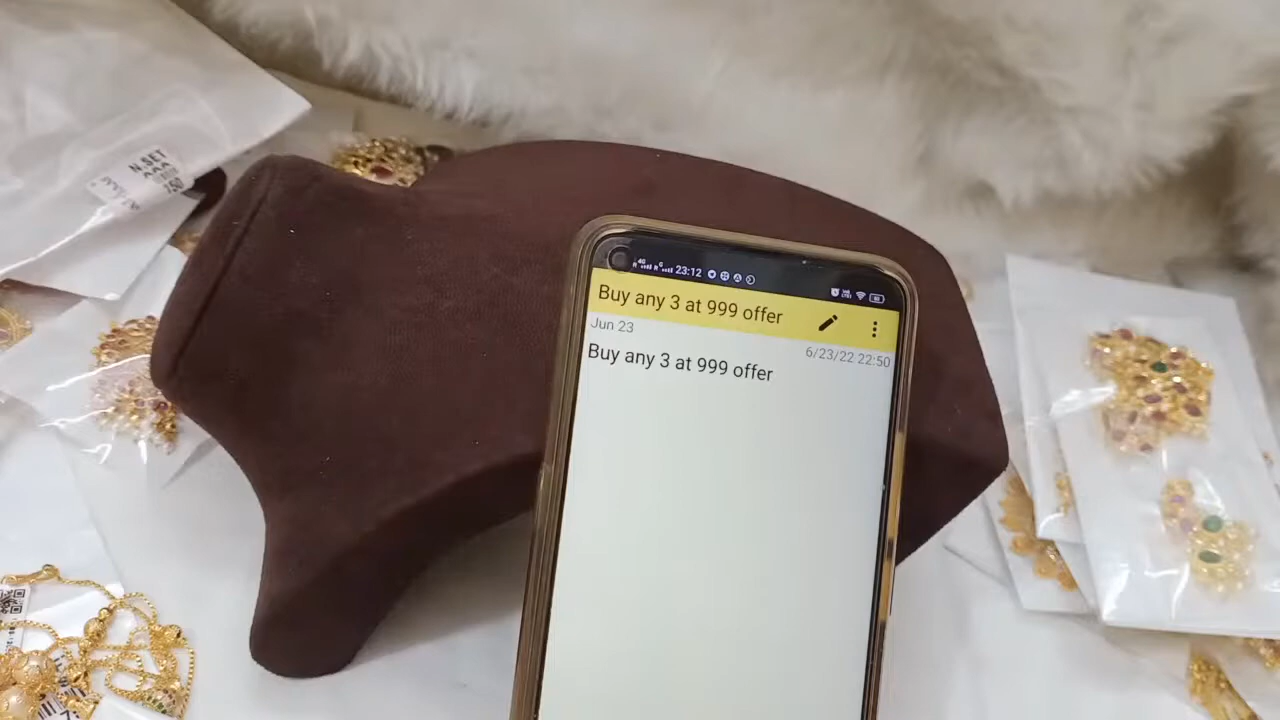 N.SET
AAA
23:12
Buy any 3 at 999 offer
Jun 23
6/23/22 22:50
Buy any 3 at 999 offer